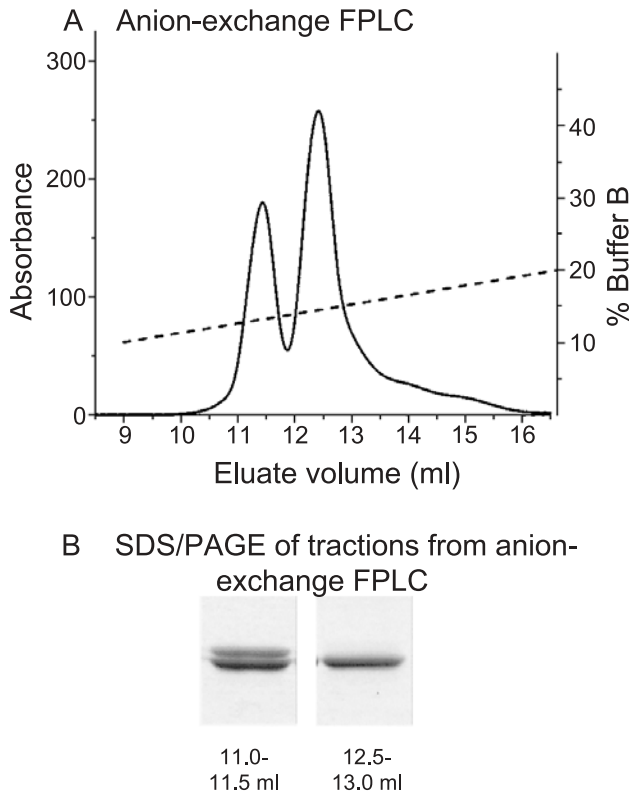 A Anion-exchange FPLC
300
200
100
0
Absorbance
40
30
20
10
% Buffer B
9 10 11 12 13 14 15 16
Eluate volume (ml)
B SDS/PAGE of tractions from anion-
exchange FPLC
11.0-
11.5 ml
12.5-
13.0 ml